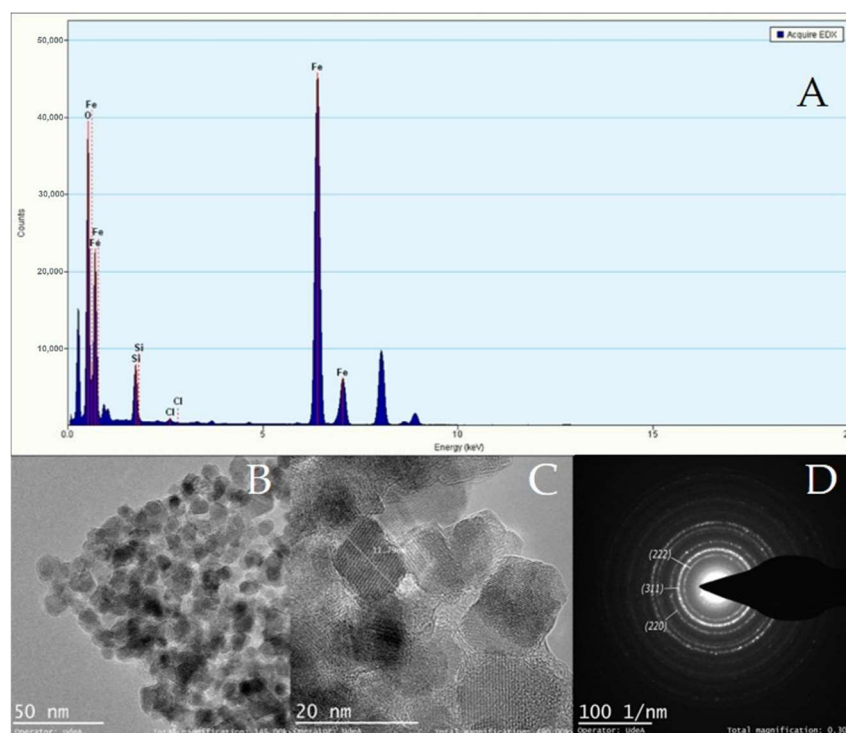 50,000
40,000
30,000
20,000
10,000
Counts
Acquire EDX
A
Fe
O
Fe
Fe
Si
Si
Cl
Cl
Fe
Fe
0.0
5
10
15
2
Energy (keV)
B
50 nm
Operator: UdeA
C
20 nm
Operator: UdeA
D
(222)
(311)
(220)
100 1/nm
Operator: UdeA
Total magnification: 0.30